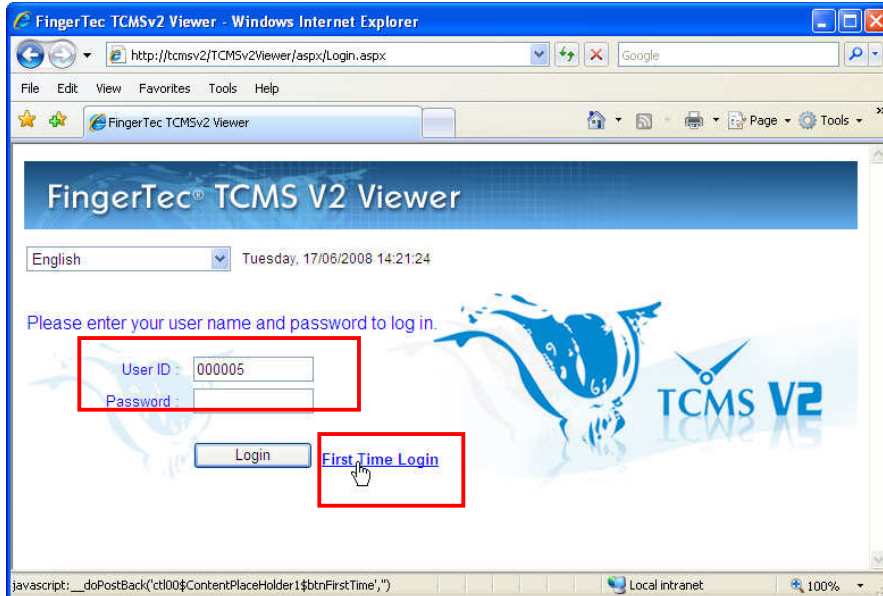 FingerTec TCMSv2 Viewer - Windows Internet Explorer
http://tcmsv2/TCMSv2Viewer/aspx/Login.aspx Google
File Edit View Favorites Tools Help
FingerTec TCMSv2 Viewer Page Tools »
FingerTec® TCMS V2 Viewer
English Tuesday, 17/06/2008 14:21:24
Please enter your user name and password to log in.
User ID : 000005
Password :
TCMS V2
Login First Time Login
javascript:__doPostBack('ctl00$ContentPlaceHolder1$btnFirstTime','') Local intranet 100%